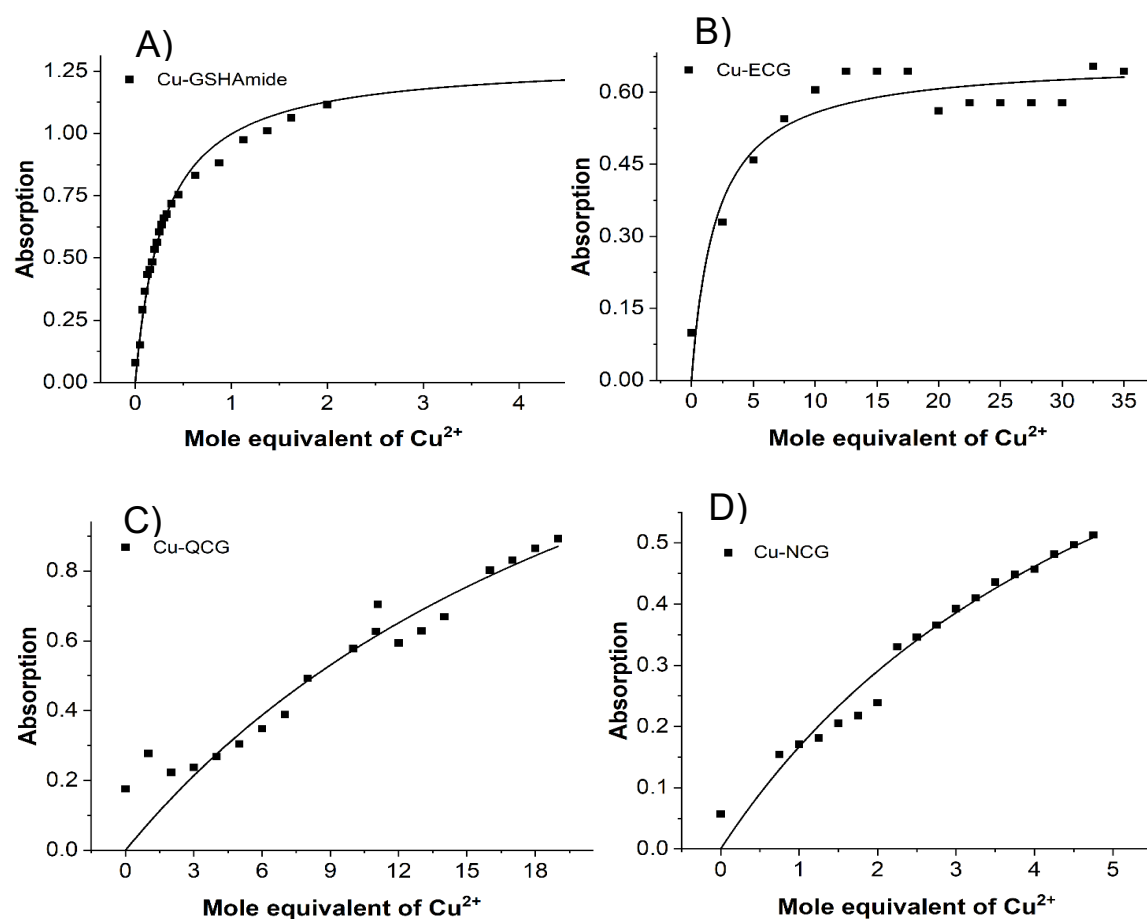 A)
Cu-GSHAmide
1.25
1.00
0.75
0.50
0.25
0.00
Absorption
0 1 2 3 4
Mole equivalent of Cu²⁺
B)
Cu-ECG
0.60
0.45
0.30
0.15
0.00
Absorption
0 5 10 15 20 25 30 35
Mole equivalent of Cu²⁺
C)
Cu-QCG
0.8
0.6
0.4
0.2
0.0
Absorption
0 3 6 9 12 15 18
Mole equivalent of Cu²⁺
D)
Cu-NCG
0.5
0.4
0.3
0.2
0.1
0.0
Absorption
0 1 2 3 4 5
Mole equivalent of Cu²⁺